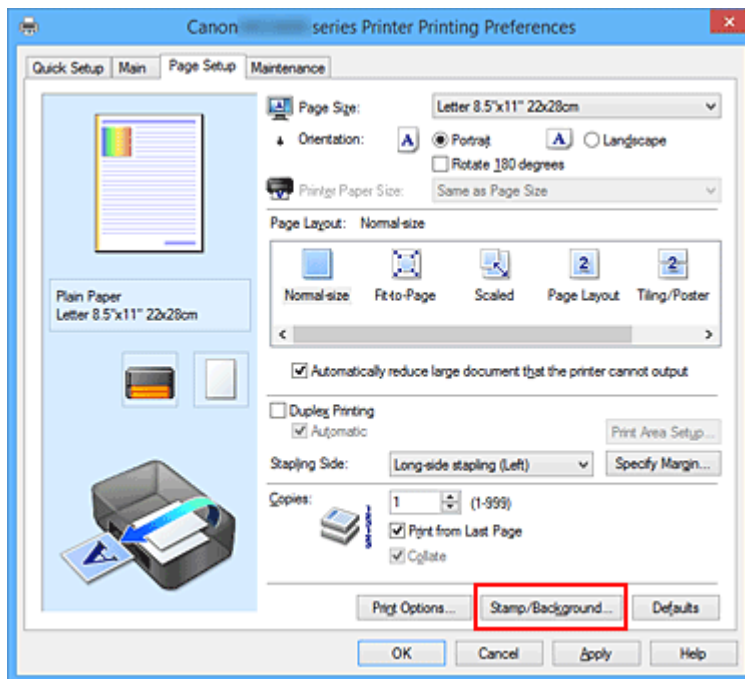 Canon series Printer Printing Preferences
Quick Setup Main Page Setup Maintenance
Page Size: Letter 8.5"x11" 22x28cm
Orientation: A Portrait A Landscape
Rotate 180 degrees
Printer Paper Size: Same as Page Size
Page Layout: Normal-size
Normal-size Fit-to-Page Scaled Page Layout Tiling/Poster
Plain Paper
Letter 8.5"x11" 22x28cm
Automatically reduce large document that the printer cannot output
Duplex Printing
Automatic Print Area Setup...
Stapling Side: Long-side stapling (Left) Specify Margin...
Copies: 1 (1-999)
Print from Last Page
Collate
Print Options... Stamp/Background... Defaults
OK Cancel Apply Help